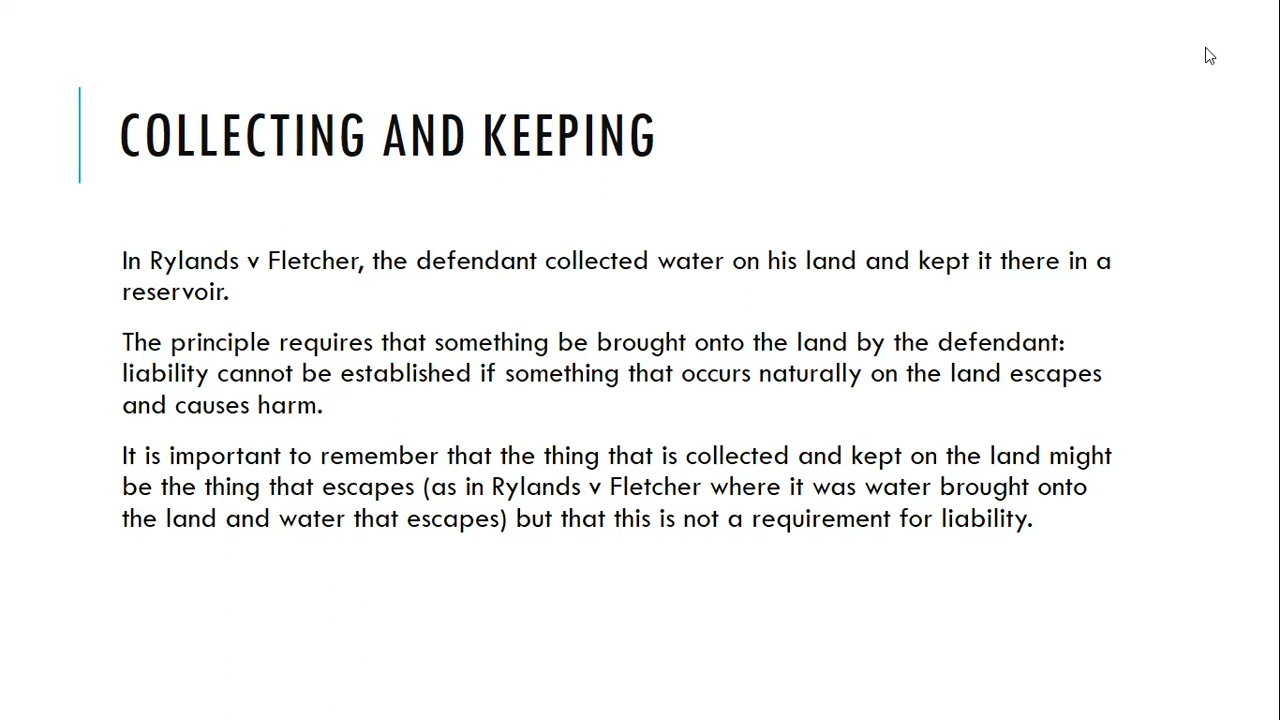 COLLECTING AND KEEPING
In Rylands v Fletcher, the defendant collected water on his land and kept it there in a
reservoir.
The principle requires that something be brought onto the land by the defendant:
liability cannot be established if something that occurs naturally on the land escapes
and causes harm.
It is important to remember that the thing that is collected and kept on the land might
be the thing that escapes (as in Rylands v Fletcher where it was water brought onto
the land and water that escapes) but that this is not a requirement for liability.